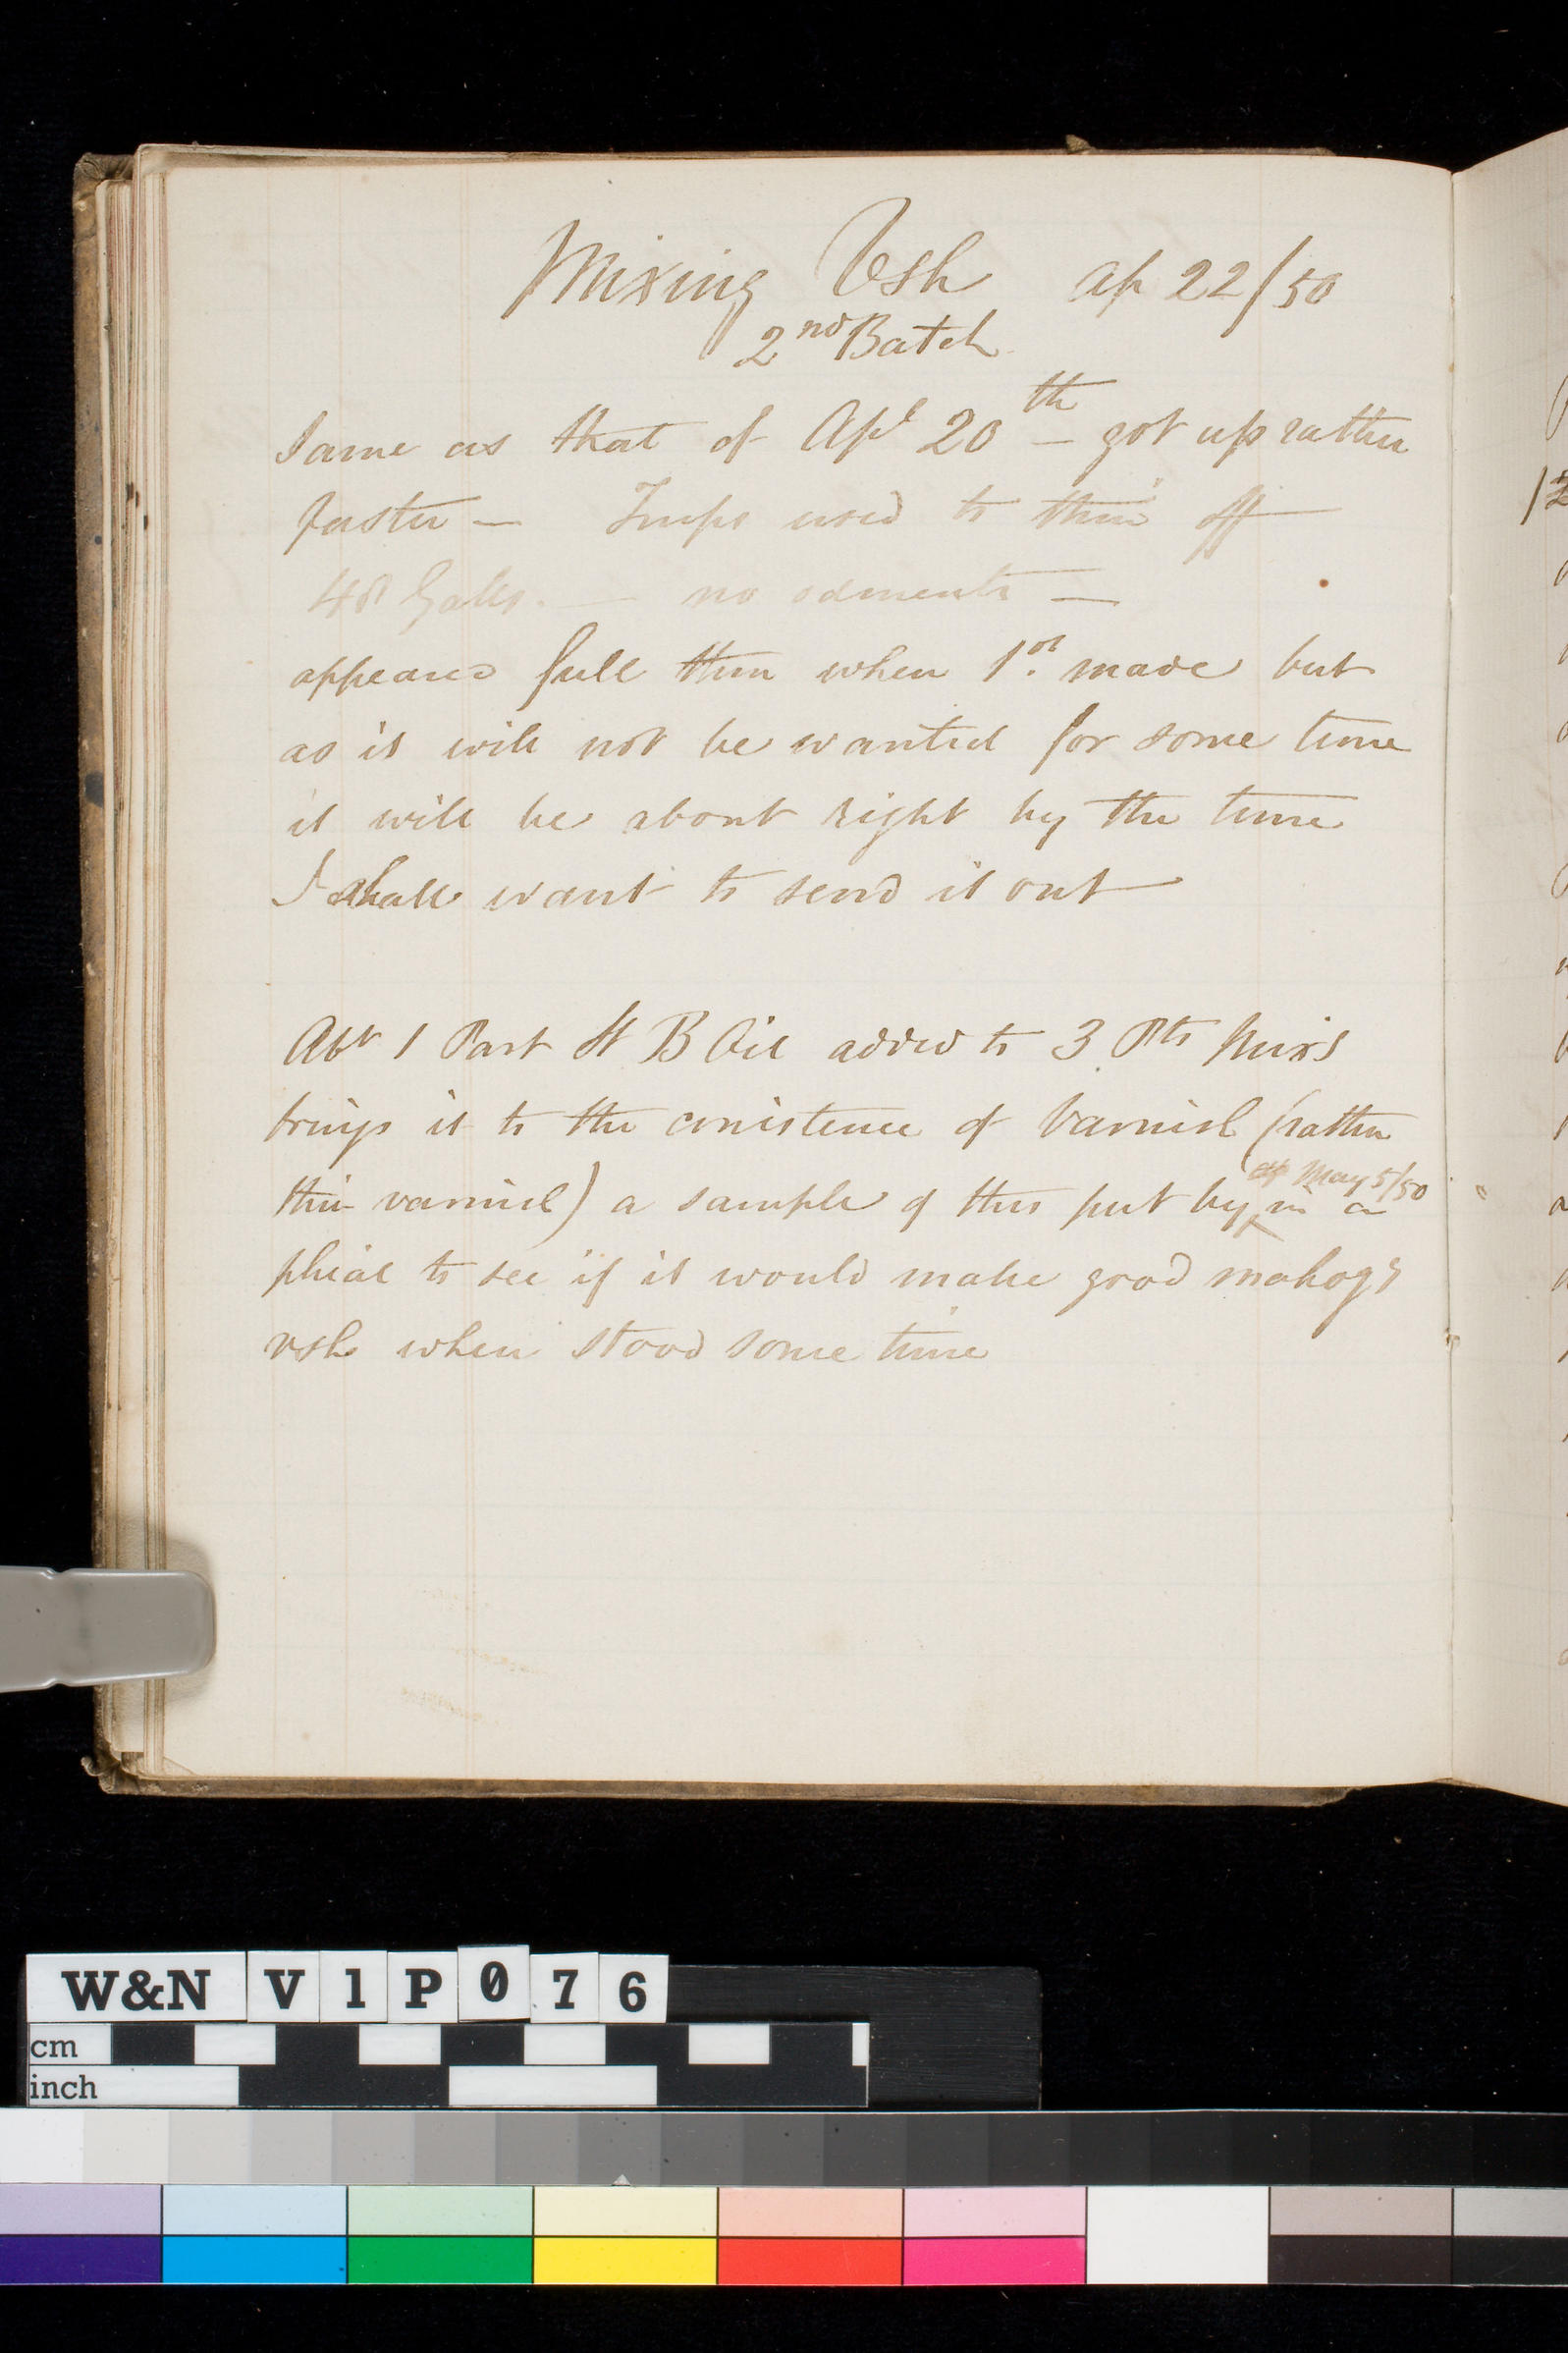 Mixing Vsh ap 22/50
2nd Batch
Same as that of Apl 20th — got up rather
faster — Turps used to thin off
48 Galls. — no sdments —
appeared full thin when 1st made but
as it will not be wanted for some time
it will be about right by the time
I shall want to send it out
Abt 1 Part St B Oil added to 3 Pts Mixg
brings it to the conistence of Varnish (rather
thin varnish) a sample of this put by in a
May 5/50
phial to see if it would make good mahogy
vsh when stood some time
W&N V1P076
cm
inch